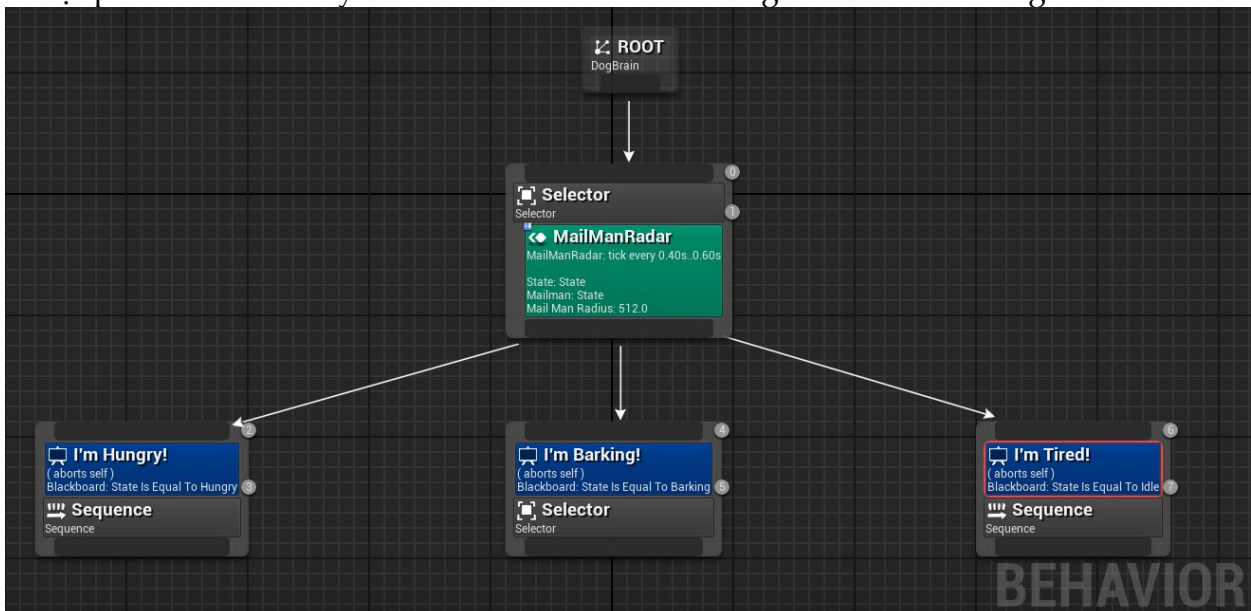 ROOT
DogBrain
0
Selector
Selector
1
MailManRadar
MailManRadar: tick every 0.40s..0.60s
State: State
Mailman: State
Mail Man Radius: 512.0
2
I'm Hungry!
( aborts self )
Blackboard: State Is Equal To Hungry
3
Sequence
Sequence
4
I'm Barking!
( aborts self )
Blackboard: State Is Equal To Barking
5
Selector
Selector
6
I'm Tired!
( aborts self )
Blackboard: State Is Equal To Idle
7
Sequence
Sequence
BEHAVIOR